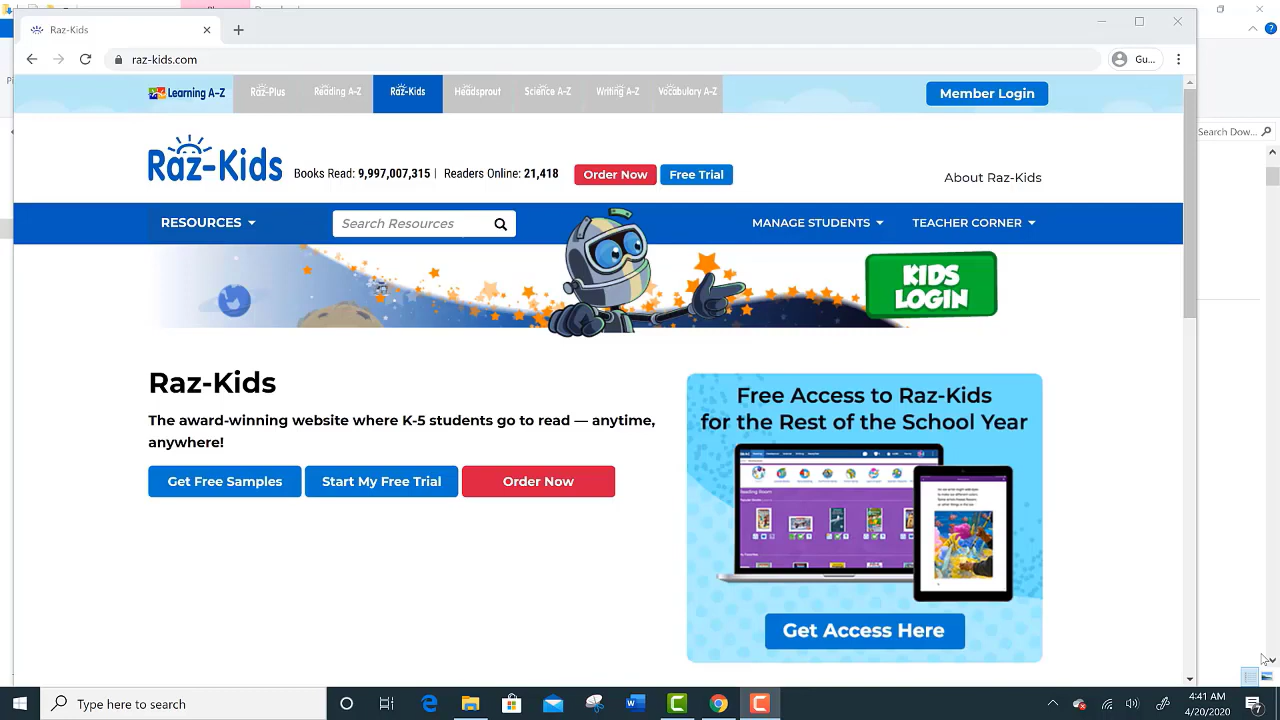 Raz-Kids
raz-kids.com
Gu...
Learning A-Z
Raz-Plus
Reading A-Z
Raz-Kids
Headsprout
Science A-Z
Writing A-Z
Vocabulary A-Z
Member Login
Search Dow...
Raz-Kids
Books Read: 9,997,007,315 | Readers Online: 21,418
Order Now
Free Trial
About Raz-Kids
RESOURCES
Search Resources
MANAGE STUDENTS
TEACHER CORNER
KIDS
LOGIN
Raz-Kids
The award-winning website where K-5 students go to read — anytime,
anywhere!
Get Free Samples
Start My Free Trial
Order Now
Free Access to Raz-Kids
for the Rest of the School Year
Get Access Here
Type here to search
4:41 AM
4/20/2020